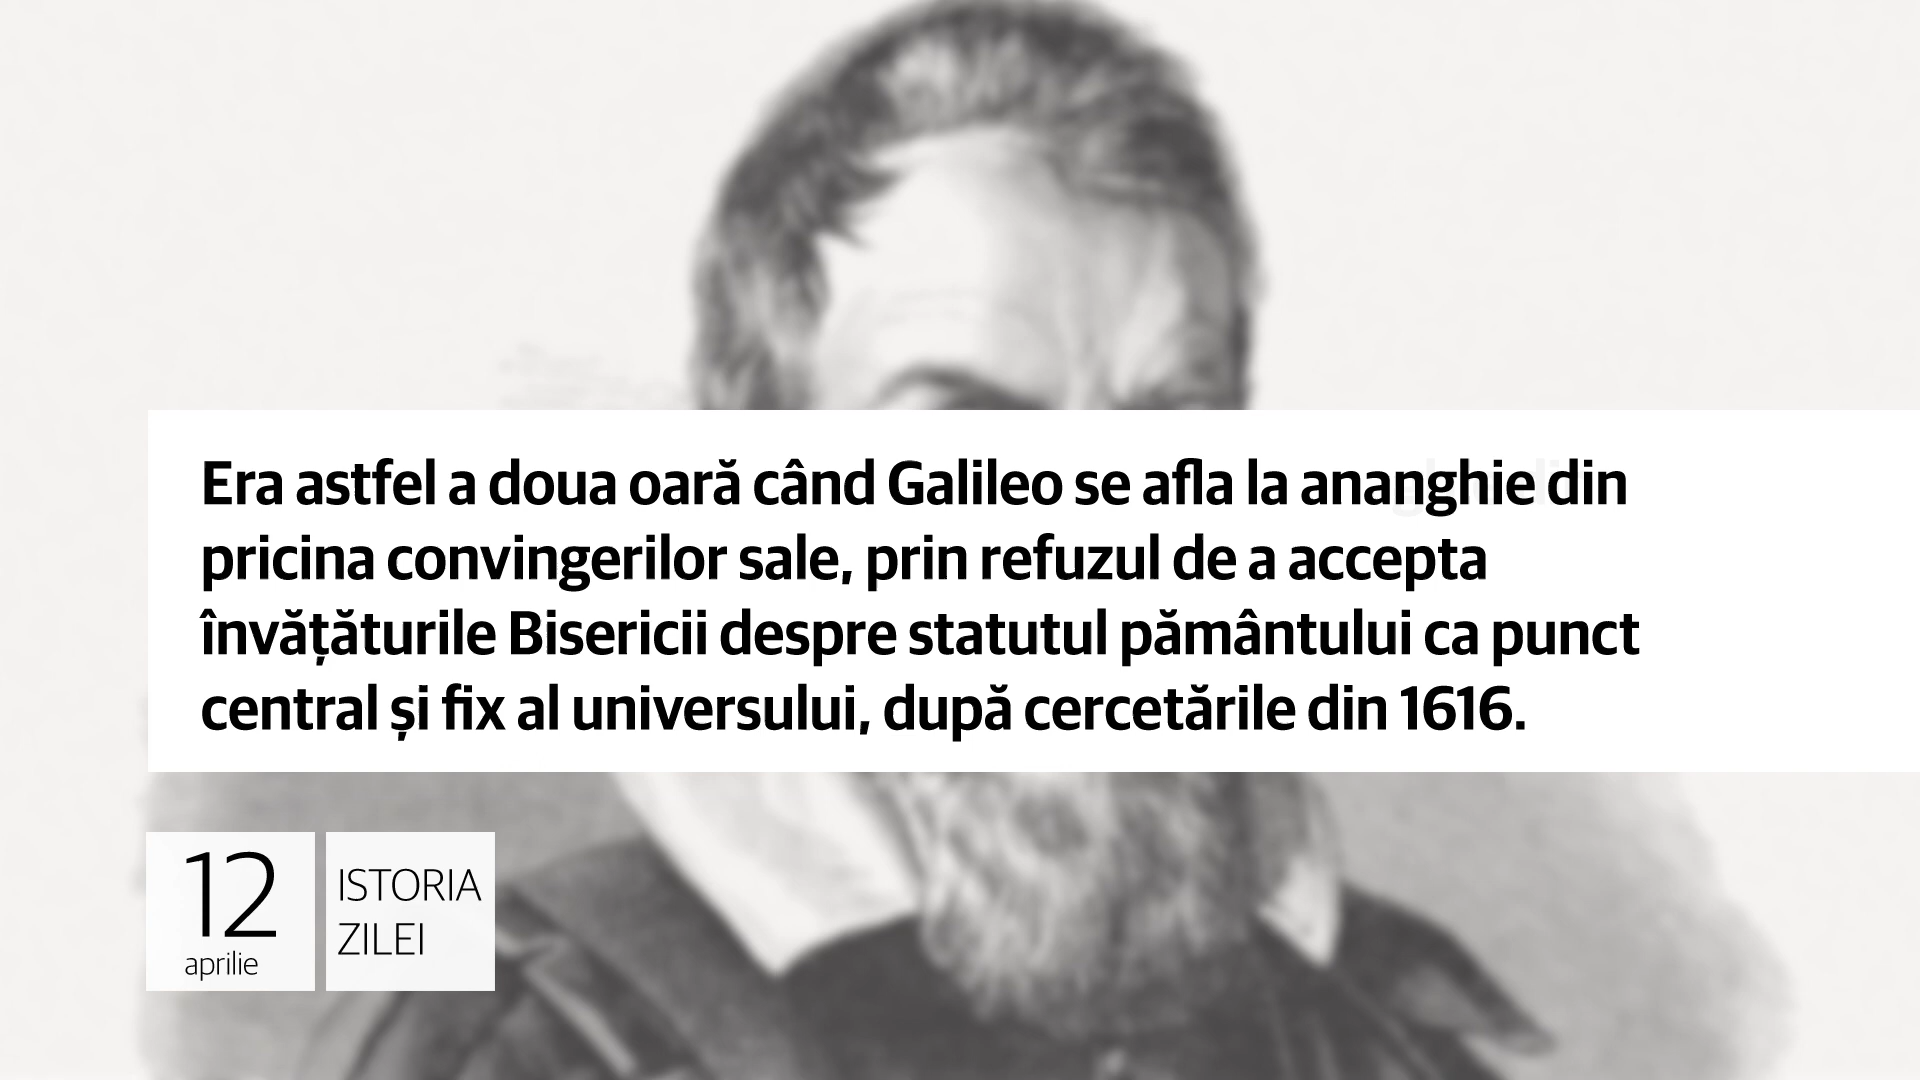 Era astfel a doua oară când Galileo se afla la ananghie din
pricina convingerilor sale, prin refuzul de a accepta
învățăturile Bisericii despre statutul pământului ca punct
central și fix al universului, după cercetările din 1616.
12
aprilie
ISTORIA
ZILEI